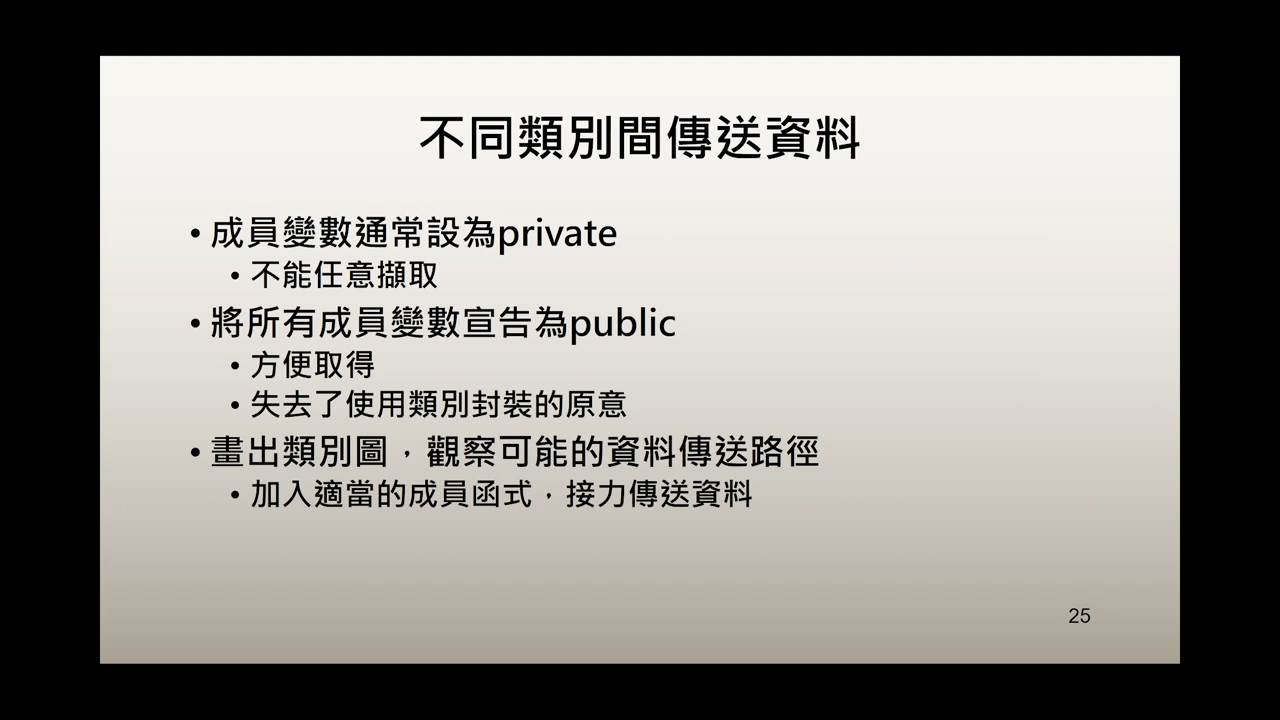 不同類別間傳送資料
• 成員變數通常設為private
• 不能任意擷取
• 將所有成員變數宣告為public
• 方便取得
• 失去了使用類別封裝的原意
• 畫出類別圖，觀察可能的資料傳送路徑
• 加入適當的成員函式，接力傳送資料
25